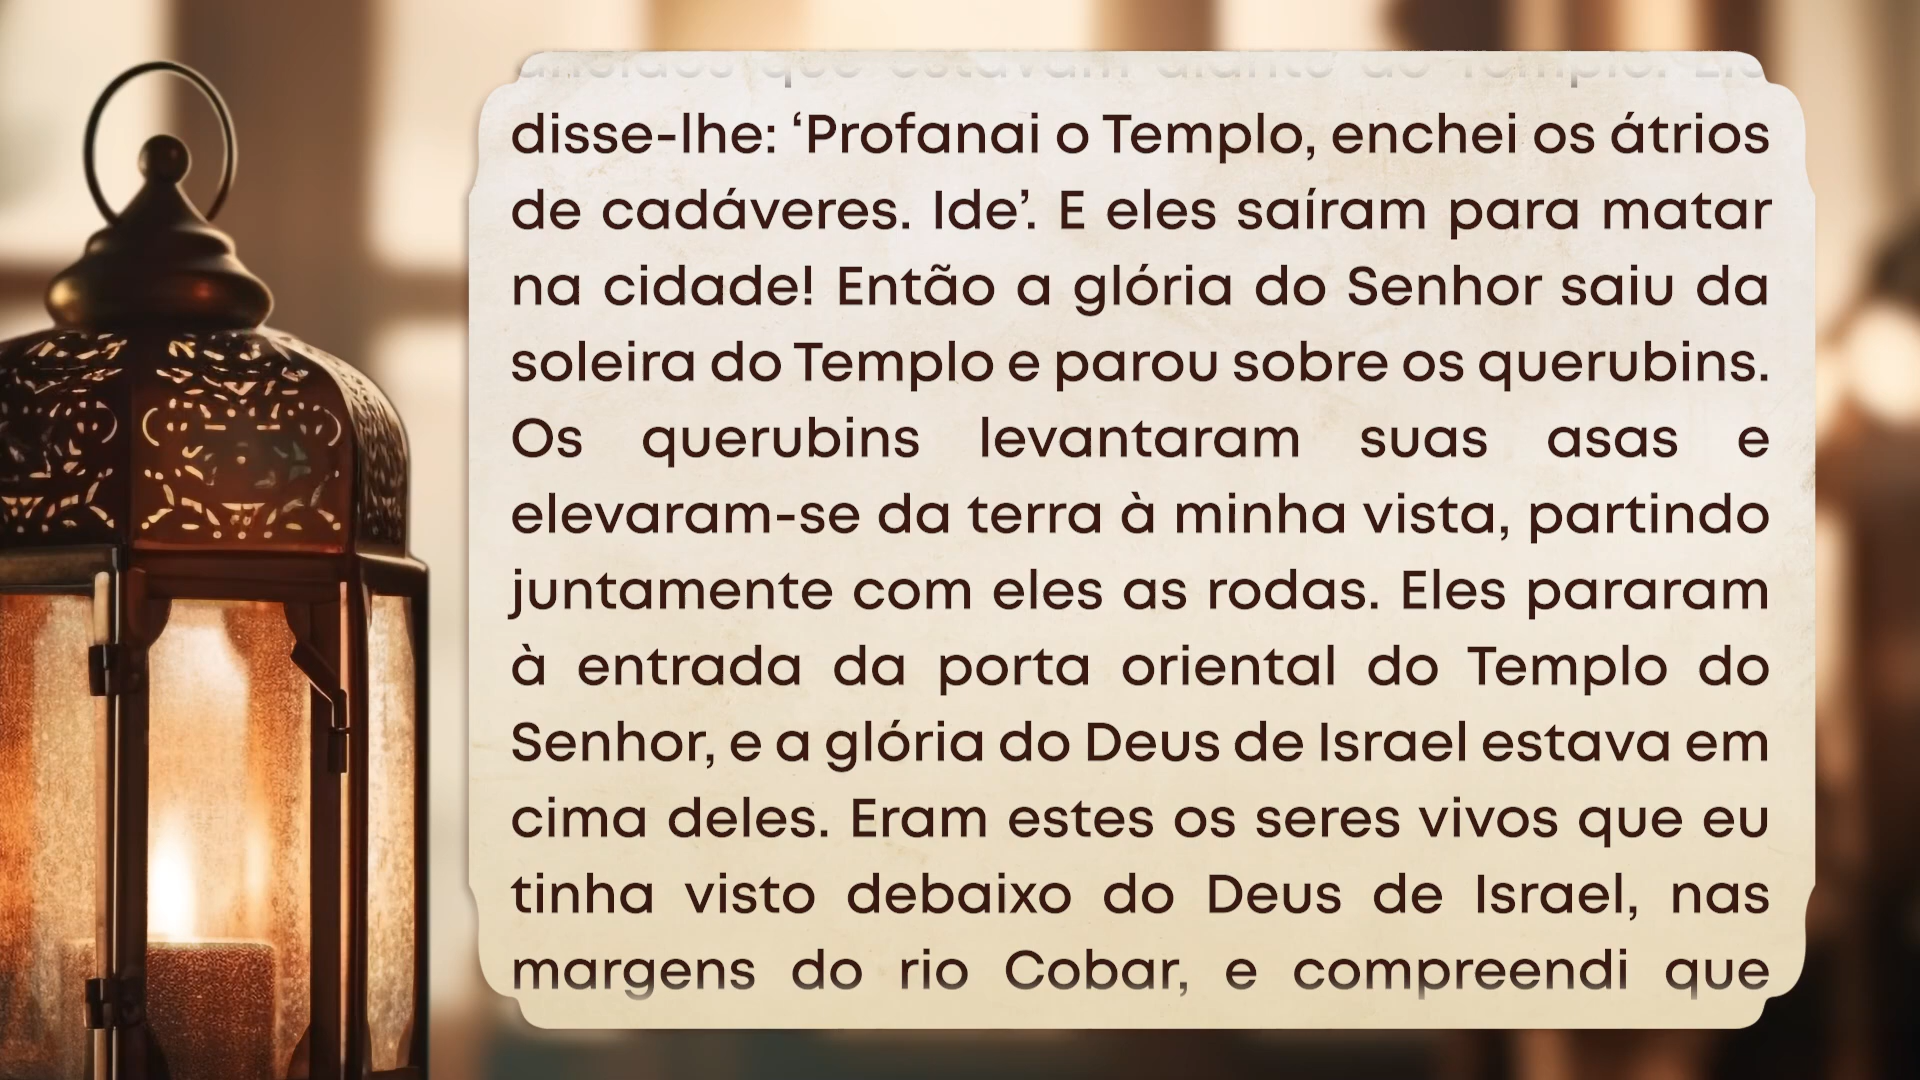 disse-lhe: ‘Profanai o Templo, enchei os átrios
de cadáveres. Ide’. E eles saíram para matar
na cidade! Então a glória do Senhor saiu da
soleira do Templo e parou sobre os querubins.
Os querubins levantaram suas asas e
elevaram-se da terra à minha vista, partindo
juntamente com eles as rodas. Eles pararam
à entrada da porta oriental do Templo do
Senhor, e a glória do Deus de Israel estava em
cima deles. Eram estes os seres vivos que eu
tinha visto debaixo do Deus de Israel, nas
margens do rio Cobar, e compreendi que